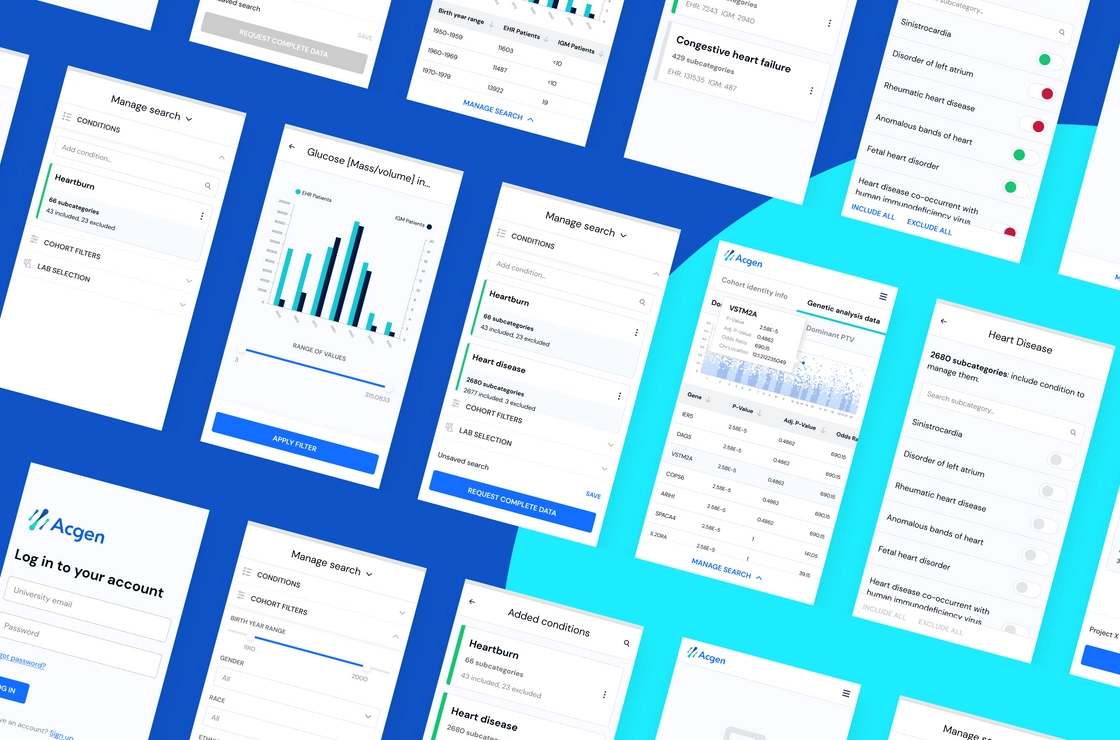 Unsaved search
SAVE
REQUEST COMPLETE DATA
Birth year range
EHR Patients
IGM Patients
1950-1959
11603
<10
1960-1969
11487
<10
1970-1979
13922
19
MANAGE SEARCH
EHR: 7243 IGM: 2940
Congestive heart failure
429 subcategories
EHR: 131535 IGM: 487
Sinistrocardia
Disorder of left atrium
Rheumatic heart disease
Anomalous bands of heart
Fetal heart disorder
Heart disease co-occurrent with
human immunodeficiency virus
INCLUDE ALL
EXCLUDE ALL
Manage search
CONDITIONS
Add condition...
Heartburn
66 subcategories
43 included, 23 excluded
COHORT FILTERS
LAB SELECTION
Glucose [Mass/volume] in...
EHR Patients
IGM Patients
RANGE OF VALUES
3
315.0833
APPLY FILTER
Manage search
CONDITIONS
Add condition...
Heartburn
66 subcategories
43 included, 23 excluded
Heart disease
2680 subcategories
2677 included, 3 excluded
COHORT FILTERS
LAB SELECTION
Unsaved search
SAVE
REQUEST COMPLETE DATA
Acgen
Cohort identity info
Genetic analysis data
Dominant PTV
VSTM2A
P-Value
2.58E-5
Adj. P-Value
0.4862
Odds Ratio
690.15
Chr:Location
Gene
P-Value
Adj. P-Value
Odds Ra
IER5
2.58E-5
0.4862
690.15
DAG5
2.58E-5
0.4862
690.15
VSTM2A
2.58E-5
0.4862
690.15
COPS6
2.58E-5
0.4862
690.15
ARIH1
2.58E-5
0.4862
690.15
SPACA4
2.58E-5
1
141.05
IL20RA
2.58E-5
1
39.15
MANAGE SEARCH
Heart Disease
2680 subcategories: include condition to
manage them.
Search subcategory...
Sinistrocardia
Disorder of left atrium
Rheumatic heart disease
Anomalous bands of heart
Fetal heart disorder
Heart disease co-occurrent with
human immunodeficiency virus
INCLUDE ALL
EXCLUDE ALL
Project X
Acgen
Log in to your account
University email
Password
got password?
OG IN
ve an account? Sign up
Manage search
CONDITIONS
COHORT FILTERS
BIRTH YEAR RANGE
1910
2000
GENDER
All
RACE
All
Added conditions
Heartburn
66 subcategories
43 included, 23 excluded
Heart disease
2680 subcategories
Acgen